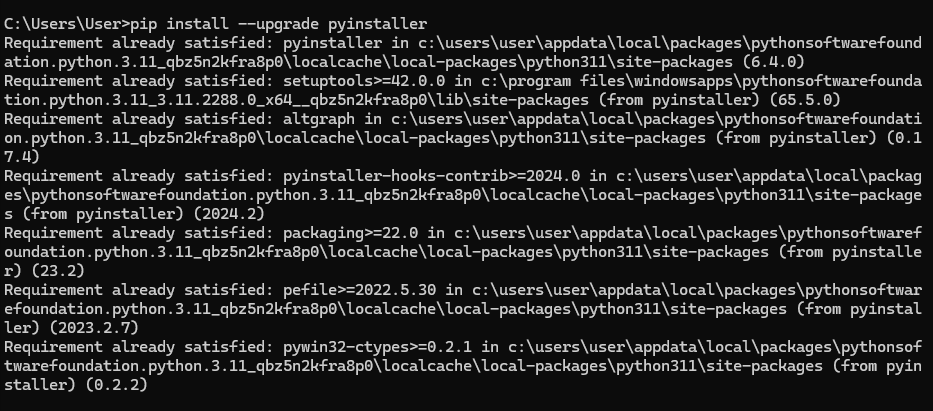 C:\Users\User>pip install --upgrade pyinstaller
Requirement already satisfied: pyinstaller in c:\users\user\appdata\local\packages\pythonsoftwarefound
ation.python.3.11_qbz5n2kfra8p0\localcache\local-packages\python311\site-packages (6.4.0)
Requirement already satisfied: setuptools>=42.0.0 in c:\program files\windowsapps\pythonsoftwarefounda
tion.python.3.11_3.11.2288.0_x64__qbz5n2kfra8p0\lib\site-packages (from pyinstaller) (65.5.0)
Requirement already satisfied: altgraph in c:\users\user\appdata\local\packages\pythonsoftwarefoundati
on.python.3.11_qbz5n2kfra8p0\localcache\local-packages\python311\site-packages (from pyinstaller) (0.1
7.4)
Requirement already satisfied: pyinstaller-hooks-contrib>=2024.0 in c:\users\user\appdata\local\packag
es\pythonsoftwarefoundation.python.3.11_qbz5n2kfra8p0\localcache\local-packages\python311\site-package
s (from pyinstaller) (2024.2)
Requirement already satisfied: packaging>=22.0 in c:\users\user\appdata\local\packages\pythonsoftwaref
oundation.python.3.11_qbz5n2kfra8p0\localcache\local-packages\python311\site-packages (from pyinstalle
r) (23.2)
Requirement already satisfied: pefile>=2022.5.30 in c:\users\user\appdata\local\packages\pythonsoftwar
efoundation.python.3.11_qbz5n2kfra8p0\localcache\local-packages\python311\site-packages (from pyinstal
ler) (2023.2.7)
Requirement already satisfied: pywin32-ctypes>=0.2.1 in c:\users\user\appdata\local\packages\pythonsof
twarefoundation.python.3.11_qbz5n2kfra8p0\localcache\local-packages\python311\site-packages (from pyin
staller) (0.2.2)